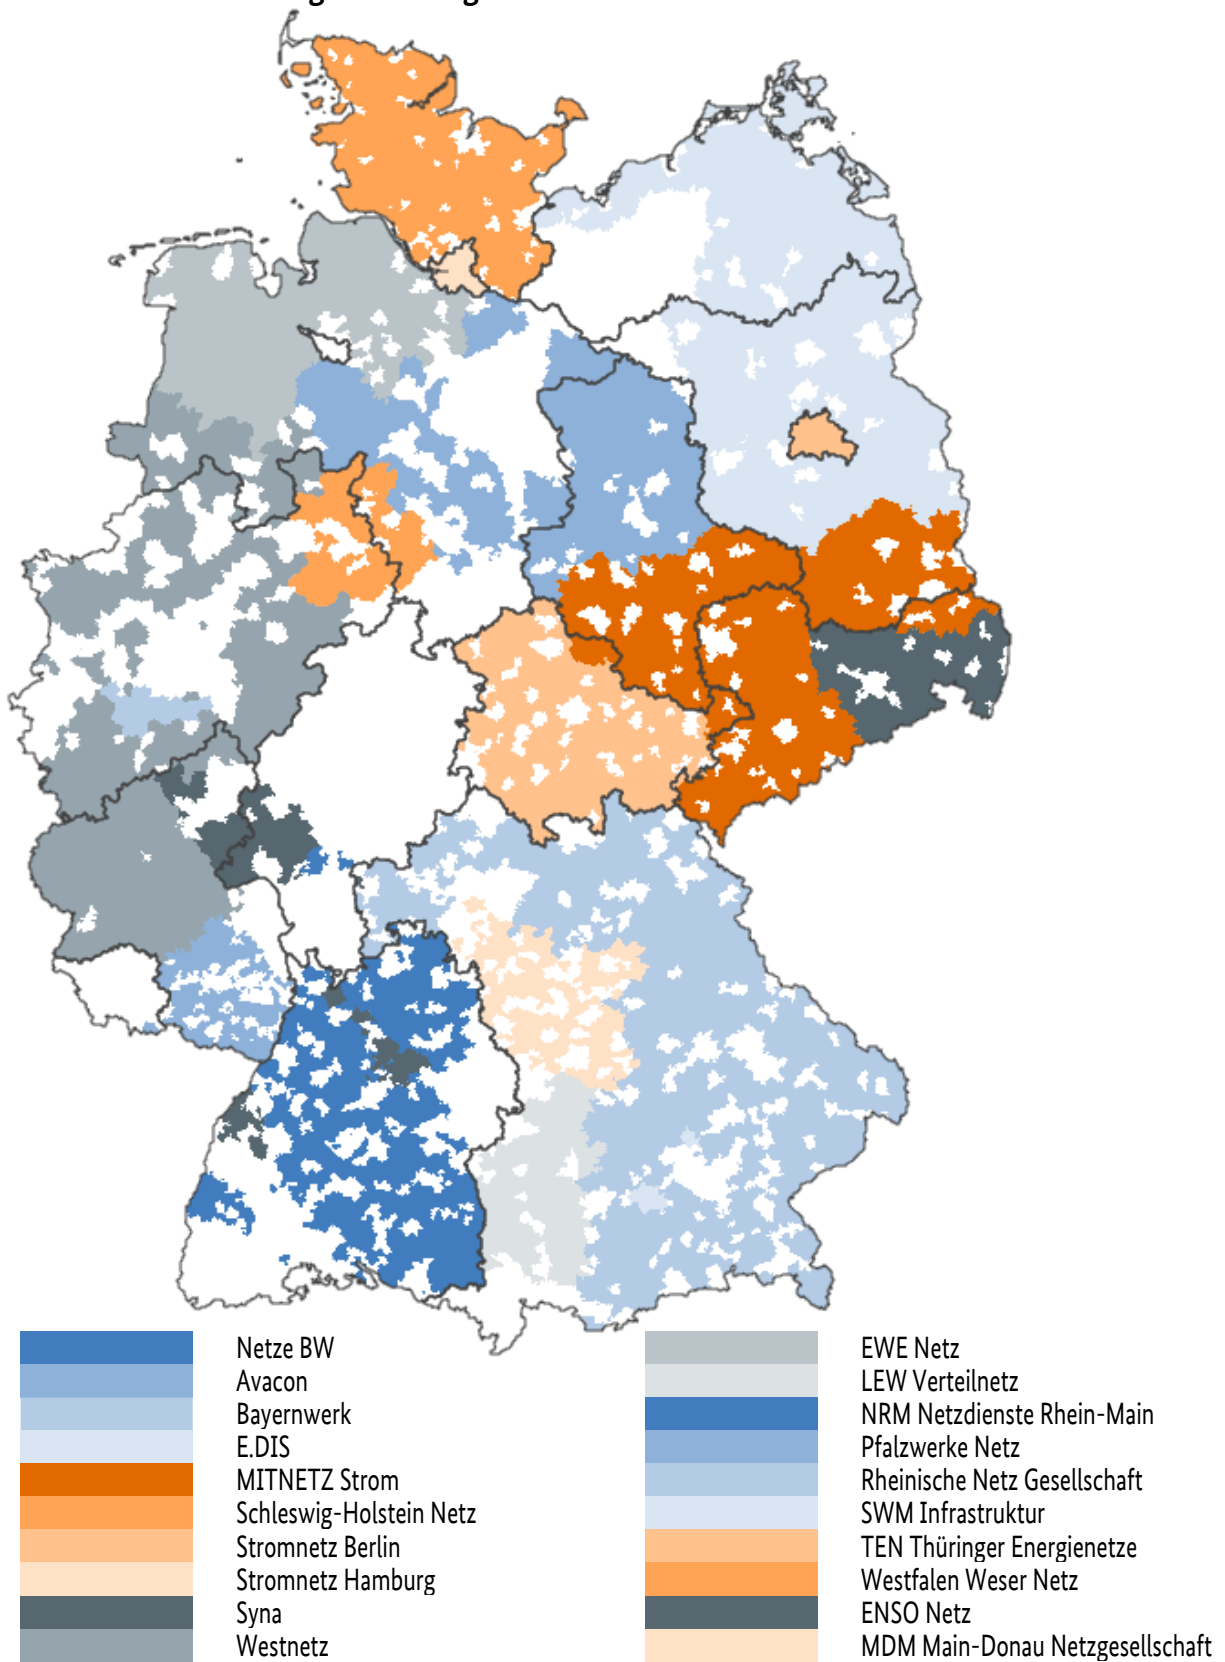 Netze BW
Avacon
Bayernwerk
E.DIS
MITNETZ Strom
Schleswig-Holstein Netz
Stromnetz Berlin
Stromnetz Hamburg
Syna
Westnetz
EWE Netz
LEW Verteilnetz
NRM Netzdienste Rhein-Main
Pfalzwerke Netz
Rheinische Netz Gesellschaft
SWM Infrastruktur
TEN Thüringer Energienetze
Westfalen Weser Netz
ENSO Netz
MDM Main-Donau Netzgesellschaft